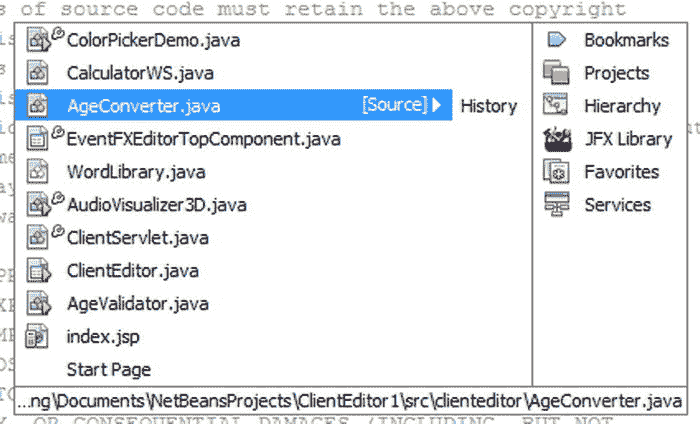 s of source code must retain the above copyright
ColorPickerDemo.java
CalculatorWS.java
AgeConverter.java [Source] History
EventFXEditorTopComponent.java
WordLibrary.java
AudioVisualizer3D.java
ClientServlet.java
ClientEditor.java
AgeValidator.java
index.jsp
Start Page
Bookmarks
Projects
Hierarchy
JFX Library
Favorites
Services
...ng\Documents\NetBeansProjects\ClientEditor1\src\clienteditor\AgeConverter.java
OR CONSEQUENTIAL DAMAGES (INCLUDING, BUT NOT